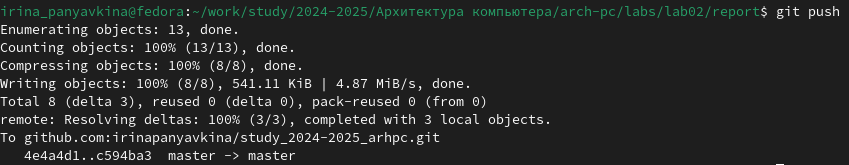 irina_panyavkina@fedora:~/work/study/2024-2025/Архитектура компьютера/arch-pc/labs/lab02/report$ git push
Enumerating objects: 13, done.
Counting objects: 100% (13/13), done.
Compressing objects: 100% (8/8), done.
Writing objects: 100% (8/8), 541.11 KiB | 4.87 MiB/s, done.
Total 8 (delta 3), reused 0 (delta 0), pack-reused 0 (from 0)
remote: Resolving deltas: 100% (3/3), completed with 3 local objects.
To github.com:irinapanyavkina/study_2024-2025_arhpc.git
   4e4a4d1..c594ba3  master -> master